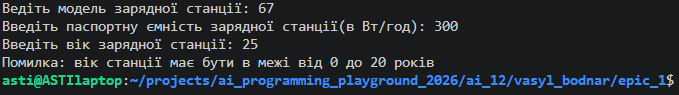 Ведіть модель зарядної станції: 67
Введіть паспортну ємність зарядної станції(в Вт/год): 300
Введіть вік зарядної станції: 25
Помилка: вік станції має бути в межі від 0 до 20 років
asti@ASTIlaptop:~/projects/ai_programming_playground_2026/ai_12/vasyl_bodnar/epic_1$